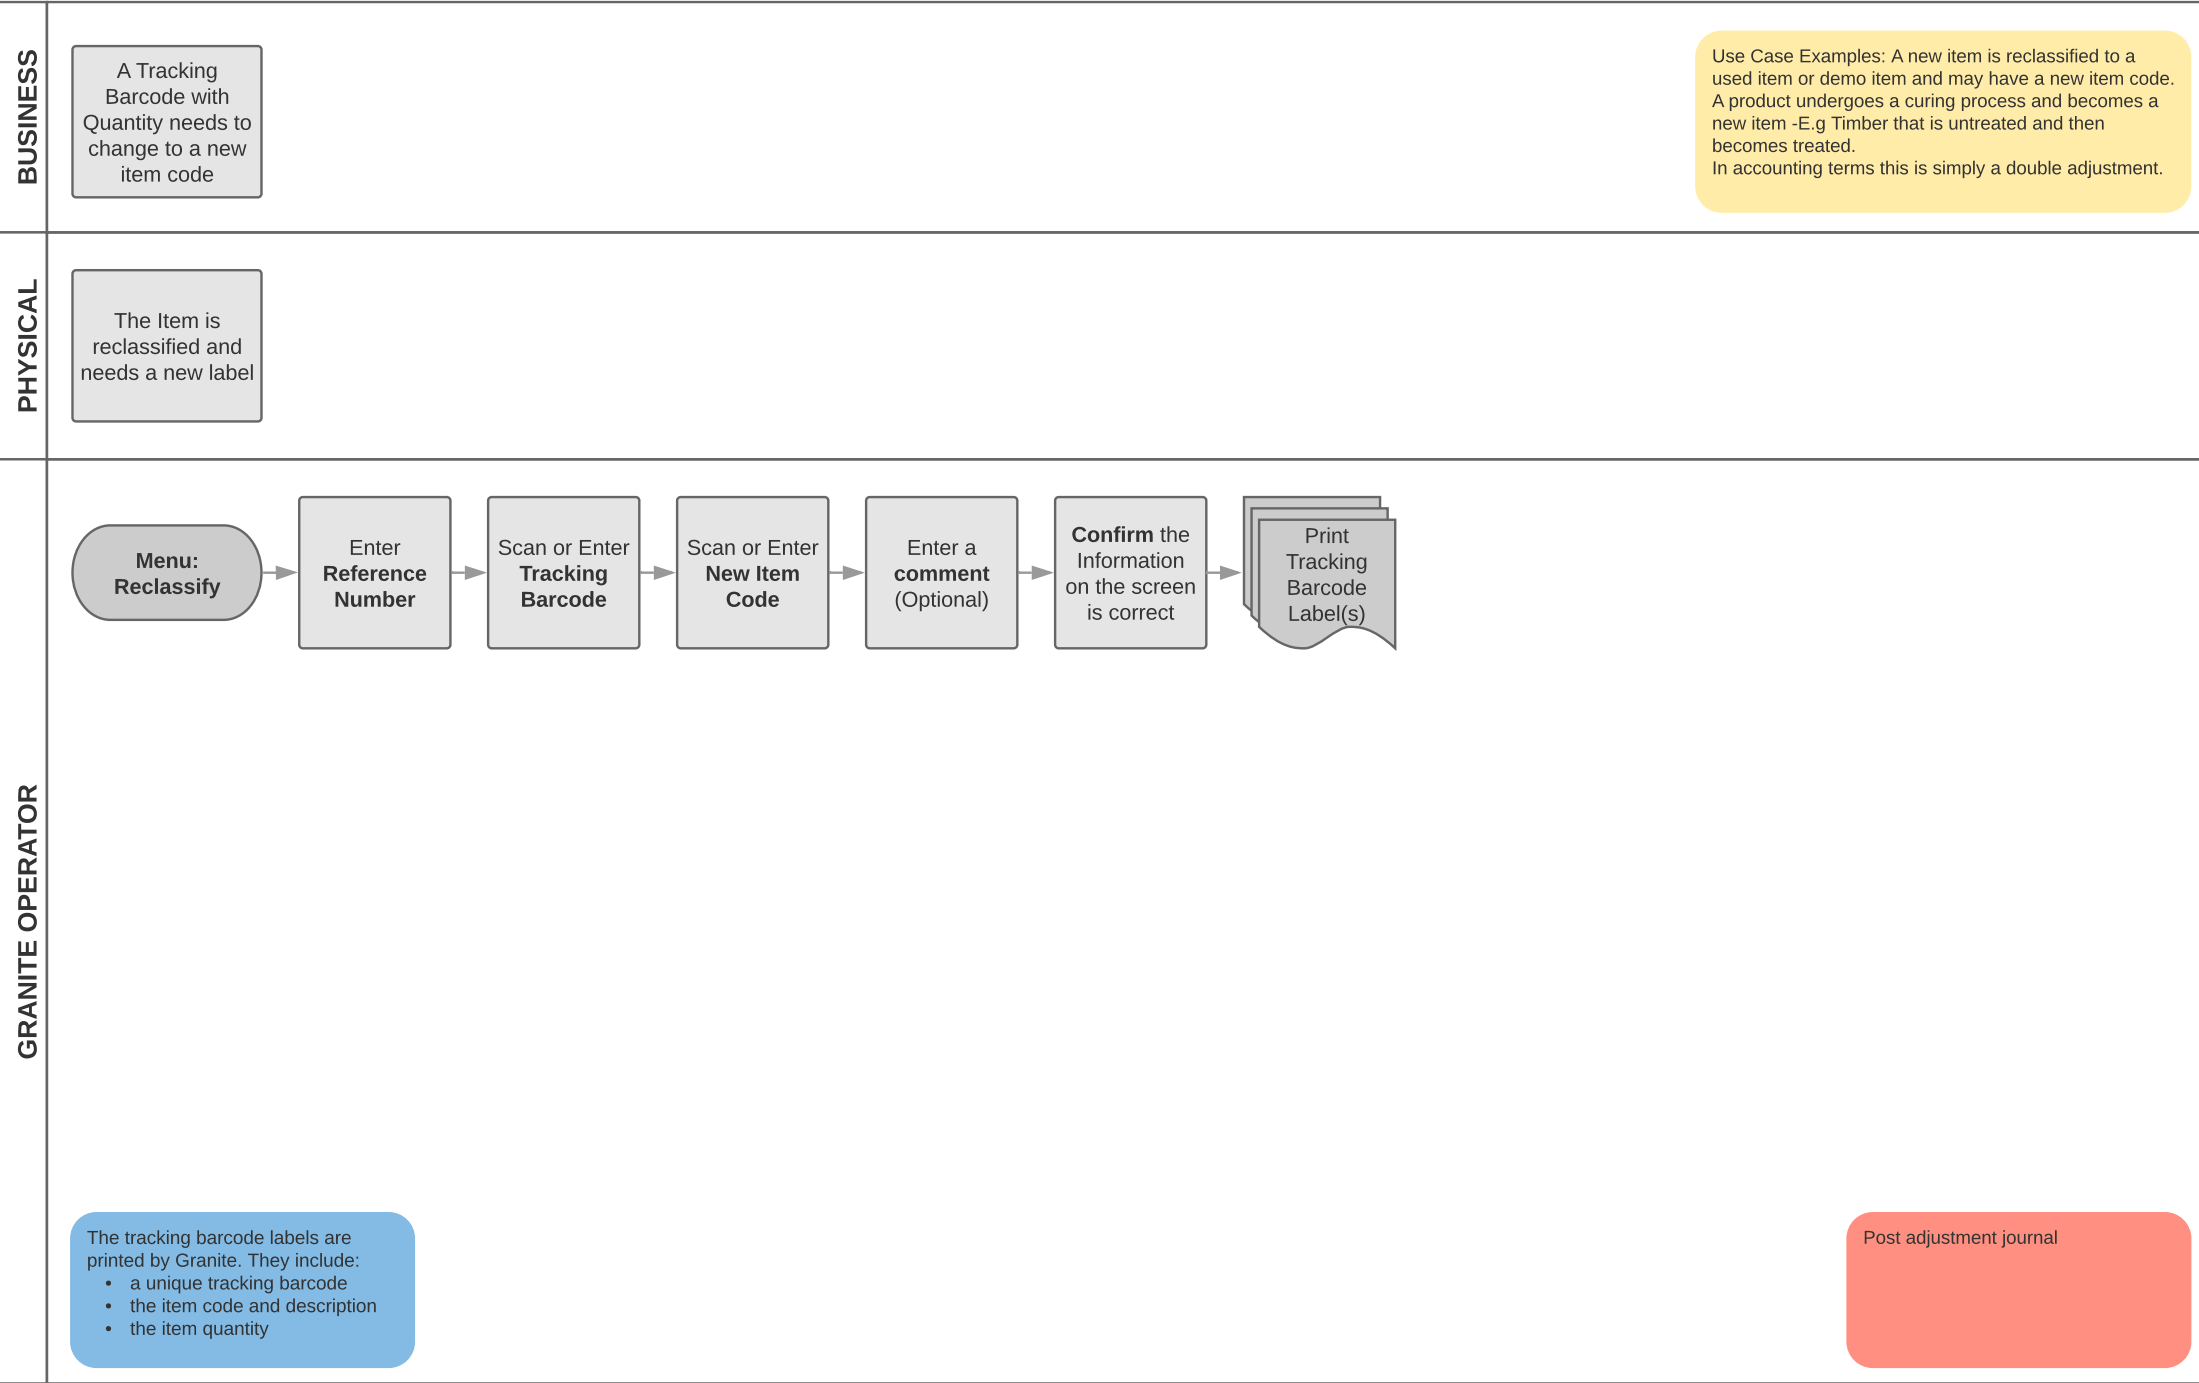 BUSINESS
A Tracking
Barcode with
Quantity needs to
change to a new
item code
Use Case Examples: A new item is reclassified to a
used item or demo item and may have a new item code.
A product undergoes a curing process and becomes a
new item -E.g Timber that is untreated and then
becomes treated.
In accounting terms this is simply a double adjustment.
PHYSICAL
The Item is
reclassified and
needs a new label
GRANITE OPERATOR
Menu:
Reclassify
Enter
Reference
Number
Scan or Enter
Tracking
Barcode
Scan or Enter
New Item
Code
Enter a
comment
(Optional)
Confirm the
Information
on the screen
is correct
Print
Tracking
Barcode
Label(s)
The tracking barcode labels are
printed by Granite. They include:
• a unique tracking barcode
• the item code and description
• the item quantity
Post adjustment journal